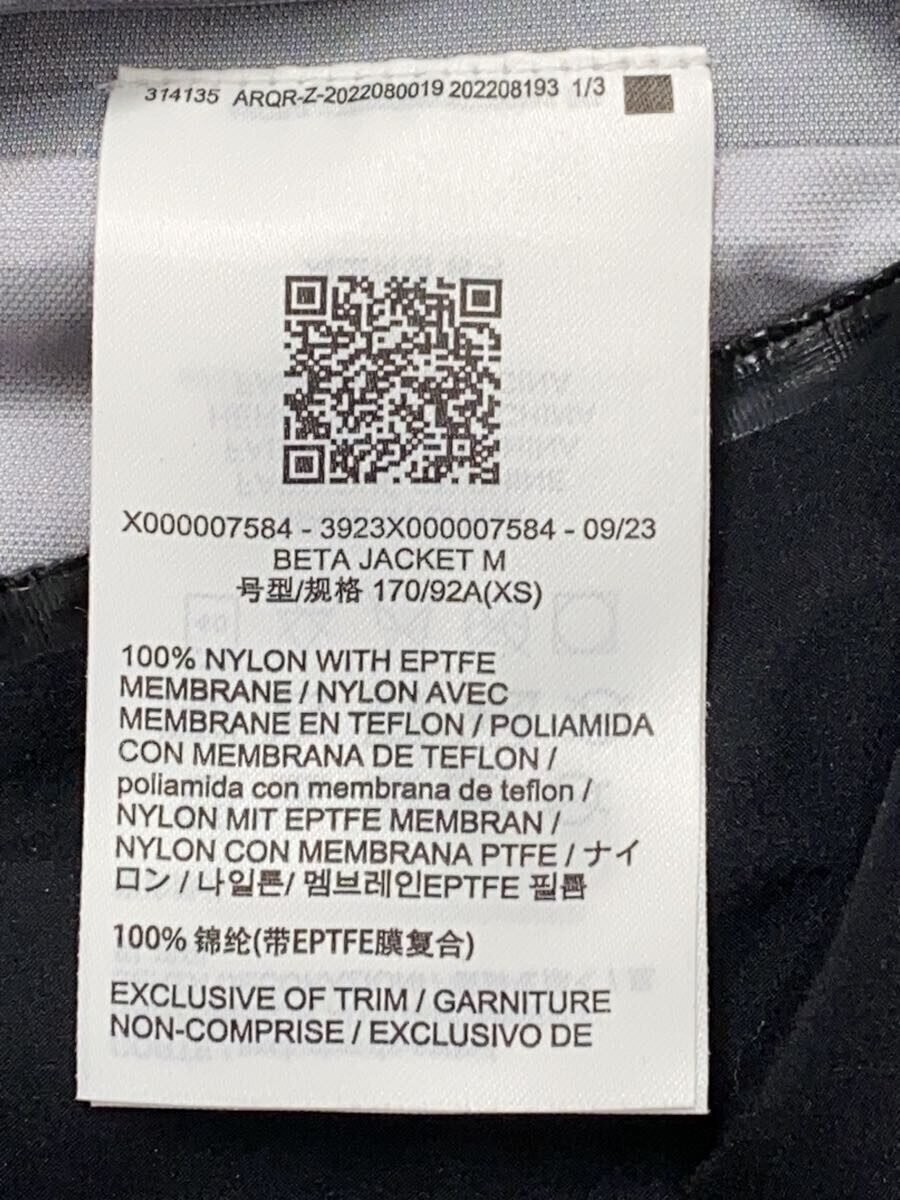 314135 ARQR-Z-2022080019 202208193 1/3
X000007584 - 3923X000007584 - 09/23
BETA JACKET M
号型/规格 170/92A(XS)
100% NYLON WITH EPTFE
MEMBRANE / NYLON AVEC
MEMBRANE EN TEFLON / POLIAMIDA
CON MEMBRANA DE TEFLON /
poliamida con membrana de teflon /
NYLON MIT EPTFE MEMBRAN /
NYLON CON MEMBRANA PTFE / ナイ
ロン / 나일론/ 멤브레인EPTFE 필름
100% 锦纶(带EPTFE膜复合)
EXCLUSIVE OF TRIM / GARNITURE
NON-COMPRISE / EXCLUSIVO DE